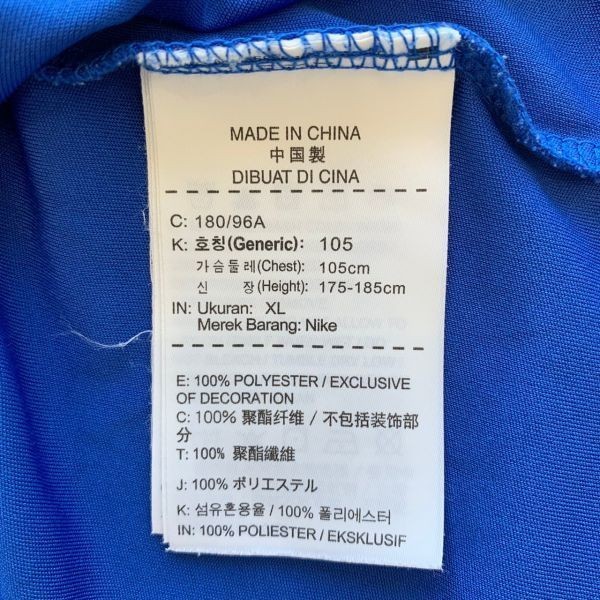 MADE IN CHINA
中国製
DIBUAT DI CINA
C: 180/96A
K: 호칭(Generic): 105
가슴둘레(Chest): 105cm
신 장(Height): 175-185cm
IN: Ukuran: XL
Merek Barang: Nike
E: 100% POLYESTER / EXCLUSIVE
OF DECORATION
C: 100% 聚酯纤维 / 不包括装饰部
分
T: 100% 聚酯纖維
J: 100% ポリエステル
K: 섬유혼용율 / 100% 폴리에스터
IN: 100% POLIESTER / EKSKLUSIF